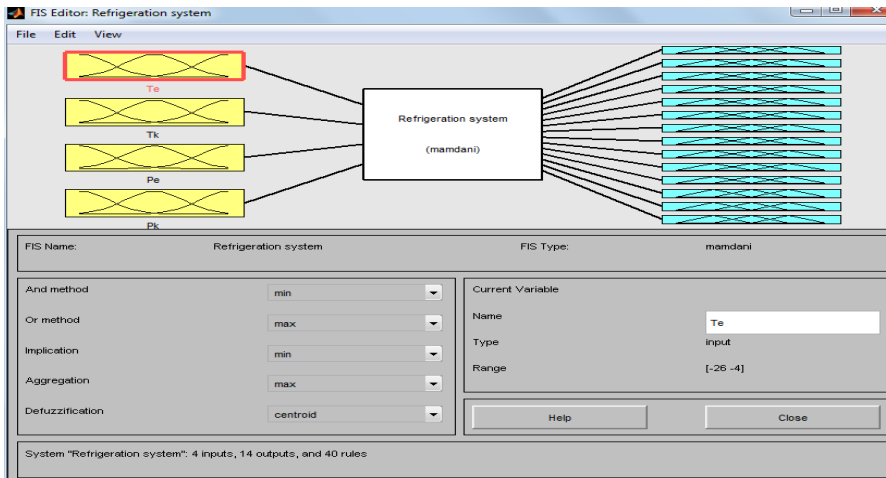 FIS Editor: Refrigeration system
File Edit View
Te
Tk
Pe
Pk
Refrigeration system
(mamdani)
FIS Name: Refrigeration system FIS Type: mamdani
And method min
Or method max
Implication min
Aggregation max
Defuzzification centroid
Current Variable
Name Te
Type input
Range [-26 -4]
Help Close
System "Refrigeration system": 4 inputs, 14 outputs, and 40 rules